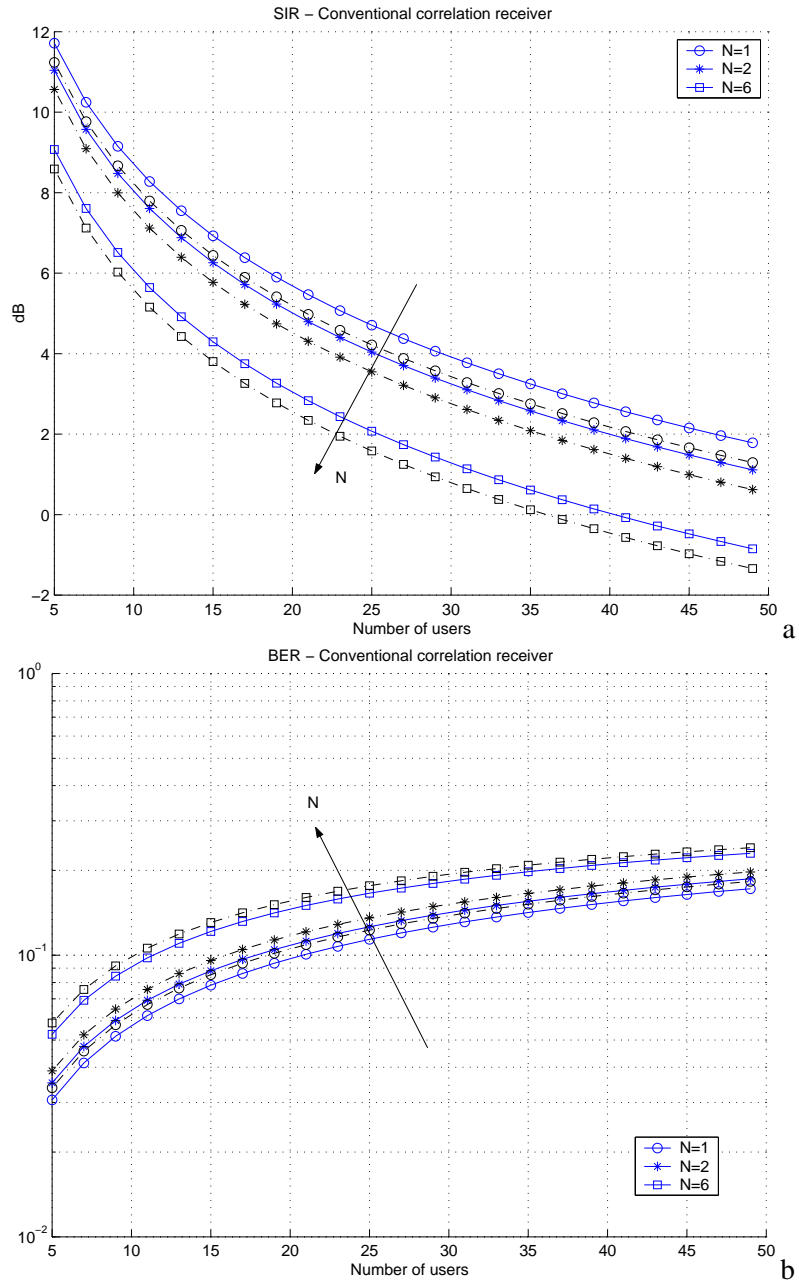 SIR – Conventional correlation receiver
12
10
8
6
4
2
0
−2
dB
N=1
N=2
N=6
N
5 10 15 20 25 30 35 40 45 50
Number of users
a
BER – Conventional correlation receiver
10^0
10^-1
10^-2
N
N=1
N=2
N=6
5 10 15 20 25 30 35 40 45 50
Number of users
b